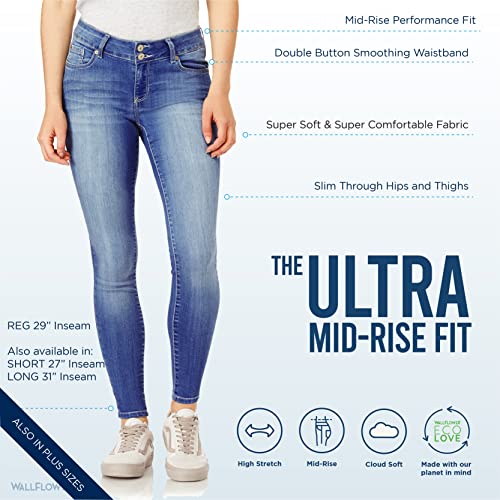 Mid-Rise Performance Fit
Double Button Smoothing Waistband
Super Soft & Super Comfortable Fabric
Slim Through Hips and Thighs
THE ULTRA
MID-RISE FIT
REG 29" Inseam
Also available in:
SHORT 27" Inseam
LONG 31" Inseam
ALSO IN PLUS SIZES
High Stretch
Mid-Rise
Cloud Soft
WALLFLOWER
ECO
LOVE
Made with our
planet in mind